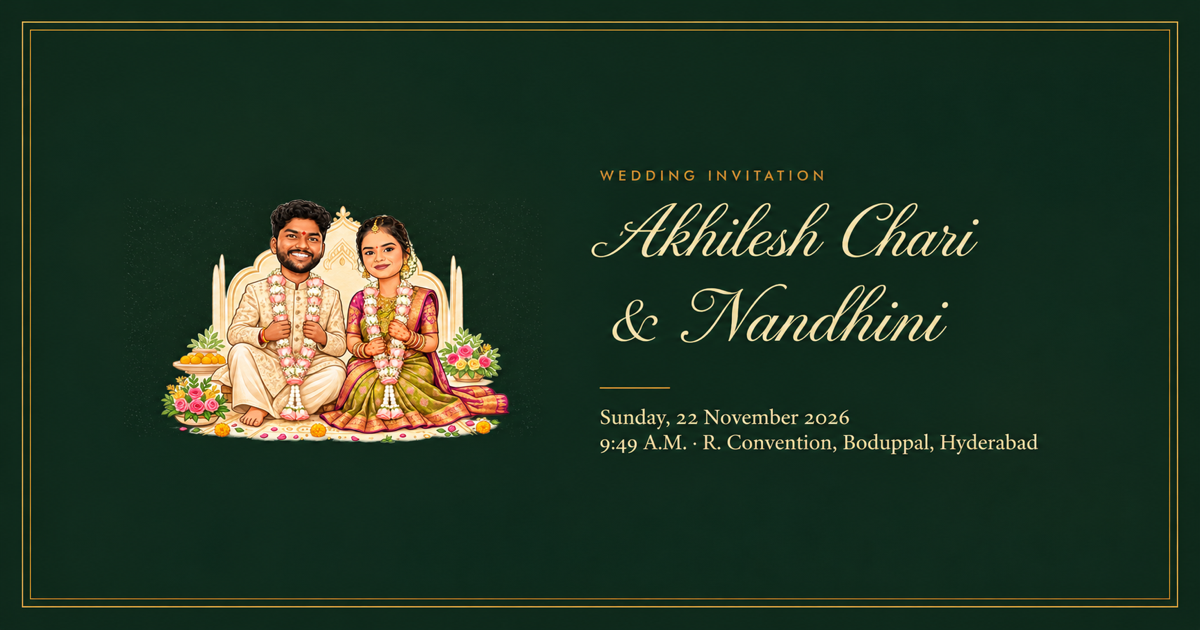 WEDDING INVITATION
Akhilesh Chari
& Nandhini
Sunday, 22 November 2026
9:49 A.M. · R. Convention, Boduppal, Hyderabad